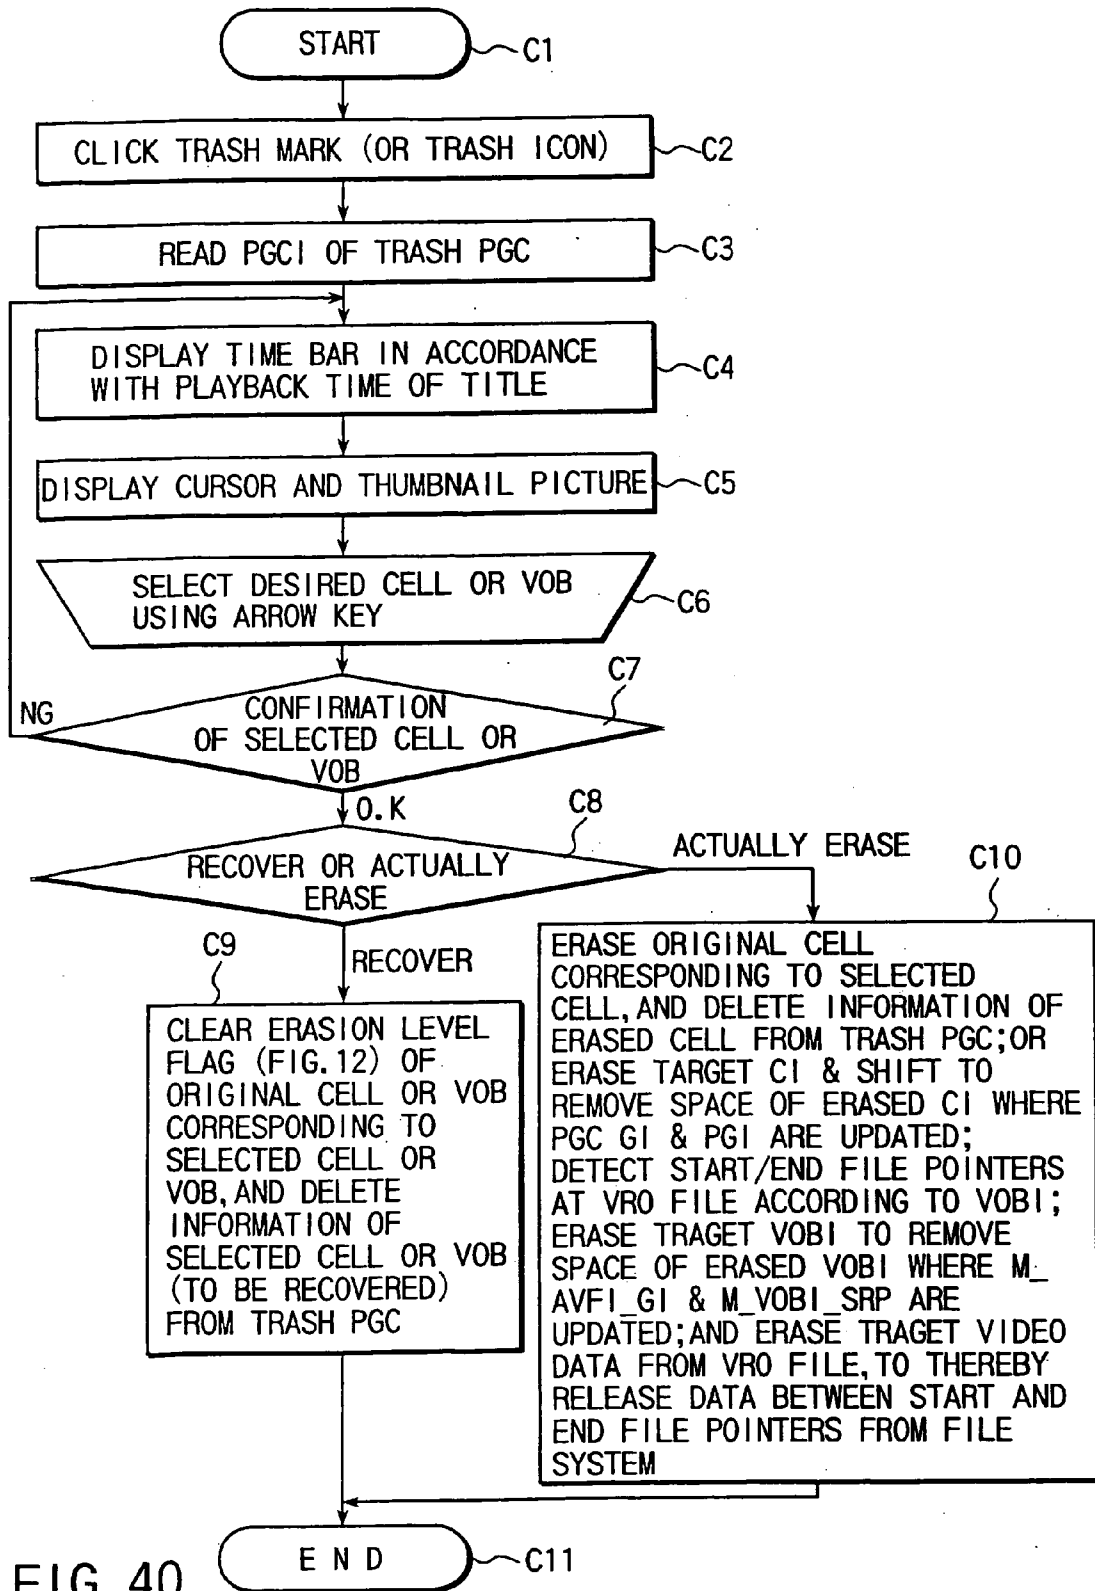 START
C1
CLICK TRASH MARK (OR TRASH ICON)
C2
READ PGCI OF TRASH PGC
C3
DISPLAY TIME BAR IN ACCORDANCE
WITH PLAYBACK TIME OF TITLE
C4
DISPLAY CURSOR AND THUMBNAIL PICTURE
C5
SELECT DESIRED CELL OR VOB
USING ARROW KEY
C6
C7
NG
CONFIRMATION
OF SELECTED CELL OR
VOB
O.K
C8
RECOVER OR ACTUALLY
ERASE
ACTUALLY ERASE
C10
C9
RECOVER
CLEAR ERASION LEVEL
FLAG (FIG.12) OF
ORIGINAL CELL OR VOB
CORRESPONDING TO
SELECTED CELL OR
VOB, AND DELETE
INFORMATION OF
SELECTED CELL OR VOB
(TO BE RECOVERED)
FROM TRASH PGC
ERASE ORIGINAL CELL
CORRESPONDING TO SELECTED
CELL, AND DELETE INFORMATION OF
ERASED CELL FROM TRASH PGC;OR
ERASE TARGET CI & SHIFT TO
REMOVE SPACE OF ERASED CI WHERE
PGC GI & PGI ARE UPDATED;
DETECT START/END FILE POINTERS
AT VRO FILE ACCORDING TO VOBI;
ERASE TRAGET VOBI TO REMOVE
SPACE OF ERASED VOBI WHERE M_
AVFI_GI & M_VOBI_SRP ARE
UPDATED;AND ERASE TRAGET VIDEO
DATA FROM VRO FILE, TO THEREBY
RELEASE DATA BETWEEN START AND
END FILE POINTERS FROM FILE
SYSTEM
END
C11
FIG. 40